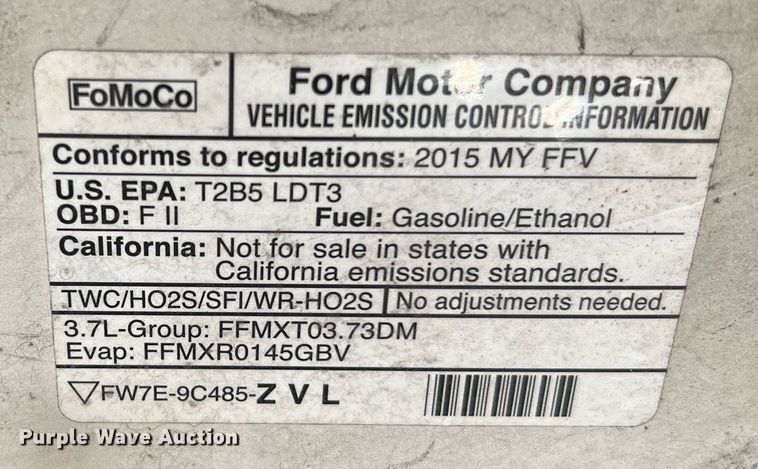 FoMoCo
Ford Motor Company
VEHICLE EMISSION CONTROL INFORMATION
Conforms to regulations: 2015 MY FFV
U.S. EPA: T2B5 LDT3
OBD: F II Fuel: Gasoline/Ethanol
California: Not for sale in states with
California emissions standards.
TWC/HO2S/SFI/WR-HO2S No adjustments needed.
3.7L-Group: FFMXT03.73DM
Evap: FFMXR0145GBV
FW7E-9C485-Z V L
Purple Wave Auction